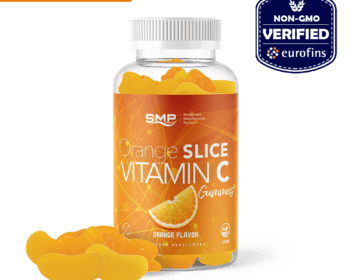 NON-GMO
VERIFIED
eurofins
SMP
Orange SLICE
VITAMIN C
Gummies
ORANGE FLAVOR